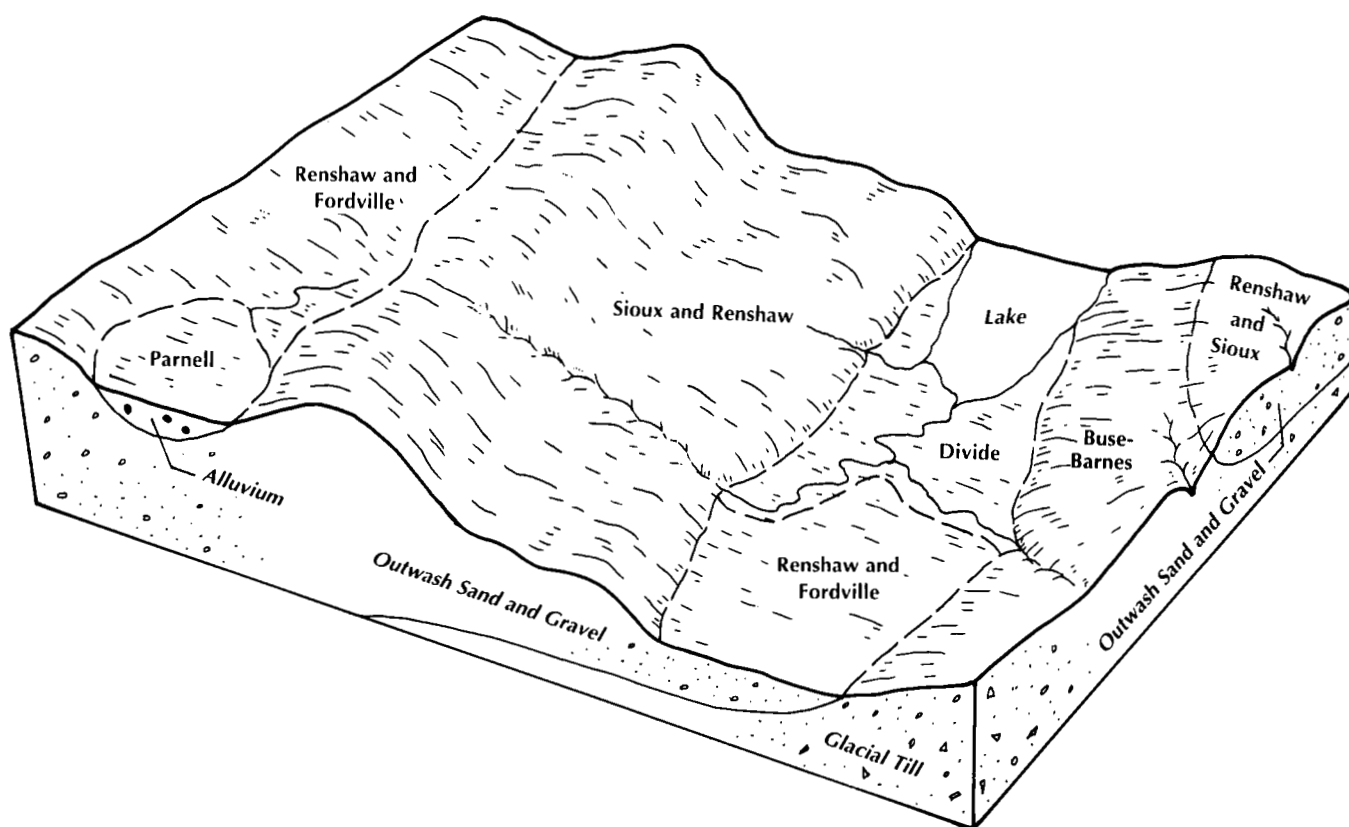 Renshaw and
Fordville
Parnell
Alluvium
Sioux and Renshaw
Lake
Renshaw
and
Sioux
Divide
Buse-
Barnes
Renshaw and
Fordville
Outwash Sand and Gravel
Outwash Sand and Gravel
Glacial Till